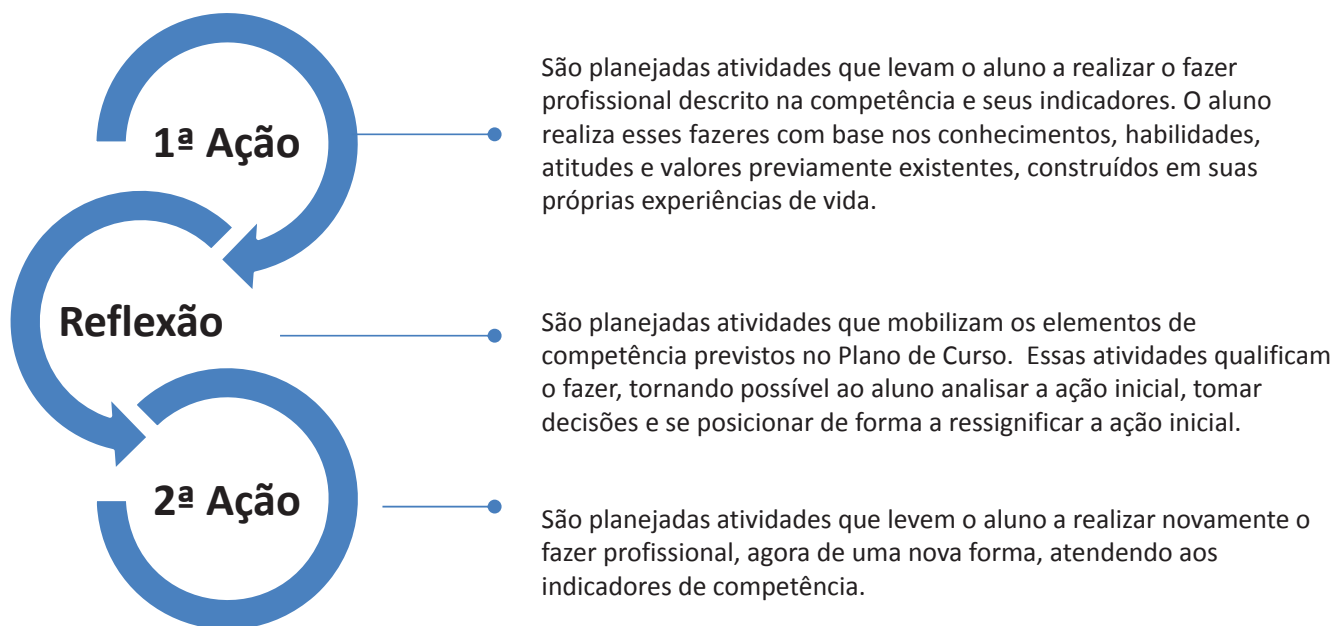 1ª Ação
São planejadas atividades que levam o aluno a realizar o fazer
profissional descrito na competência e seus indicadores. O aluno
realiza esses fazeres com base nos conhecimentos, habilidades,
atitudes e valores previamente existentes, construídos em suas
próprias experiências de vida.
Reflexão
São planejadas atividades que mobilizam os elementos de
competência previstos no Plano de Curso. Essas atividades qualificam
o fazer, tornando possível ao aluno analisar a ação inicial, tomar
decisões e se posicionar de forma a ressignificar a ação inicial.
2ª Ação
São planejadas atividades que levem o aluno a realizar novamente o
fazer profissional, agora de uma nova forma, atendendo aos
indicadores de competência.